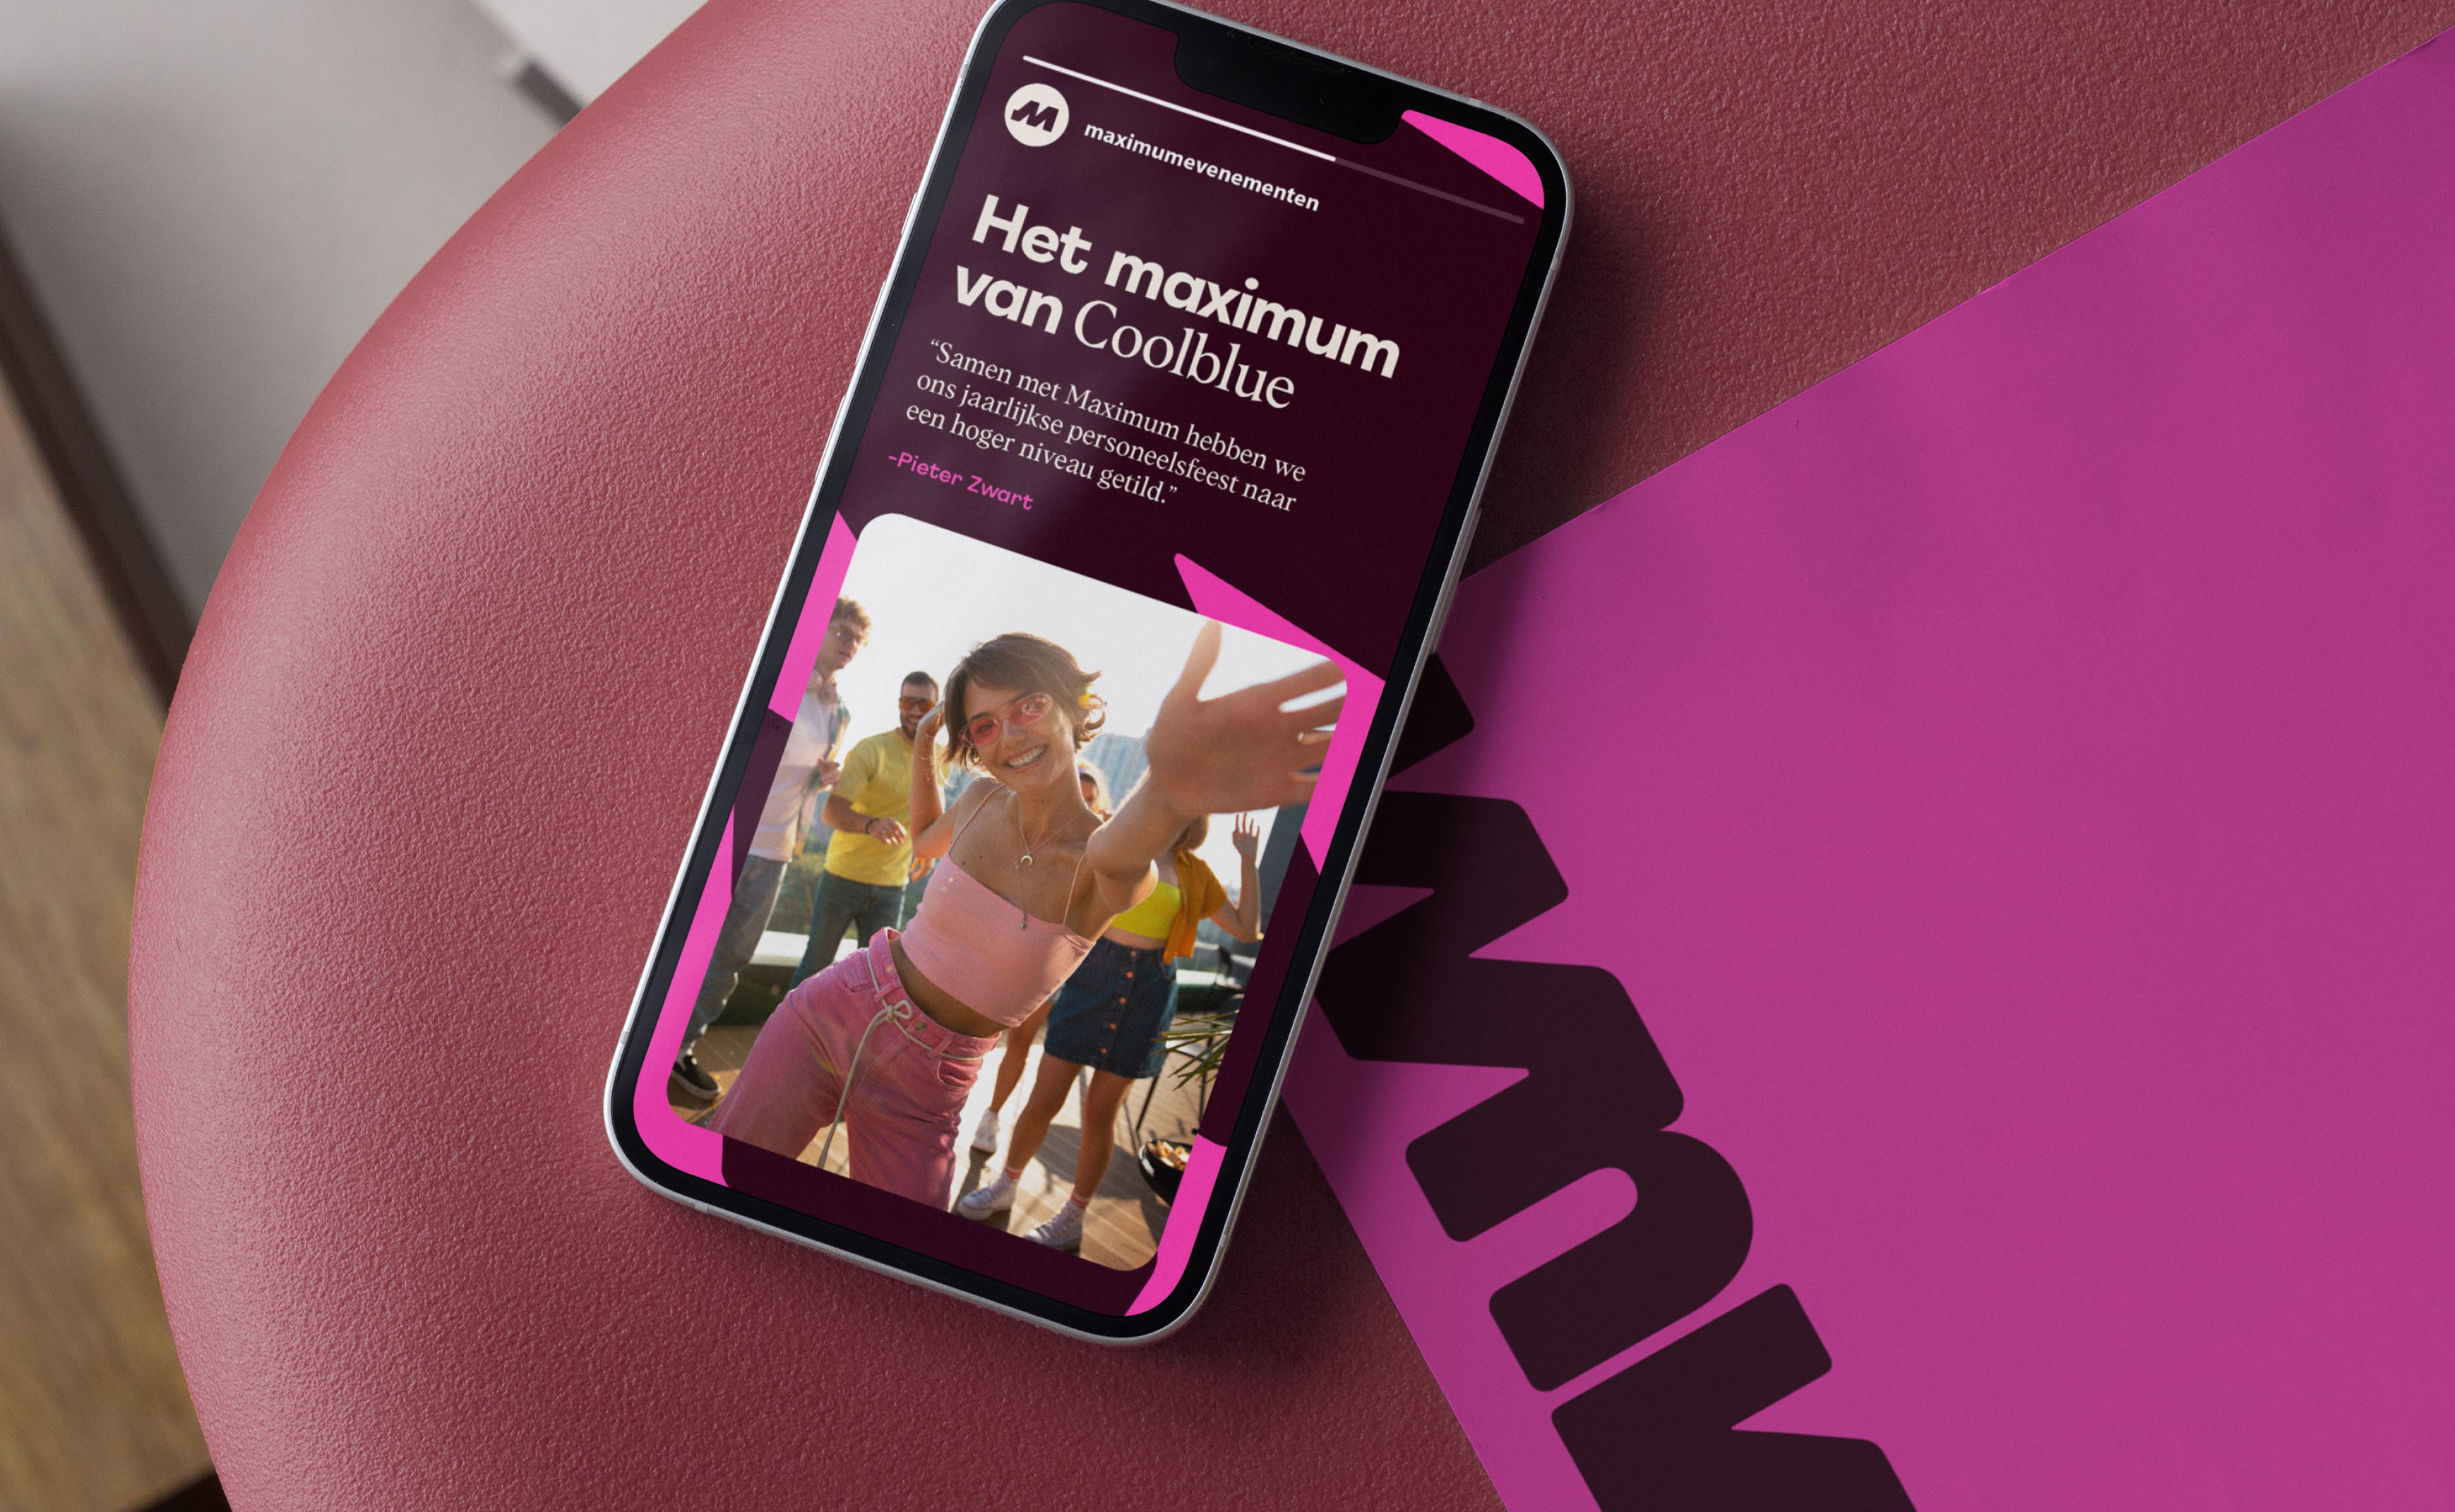 M
maximumevenementen
Het maximum
van Coolblue
“Samen met Maximum hebben we
ons jaarlijkse personeelsfeest naar
een hoger niveau getild.”
-Pieter Zwart